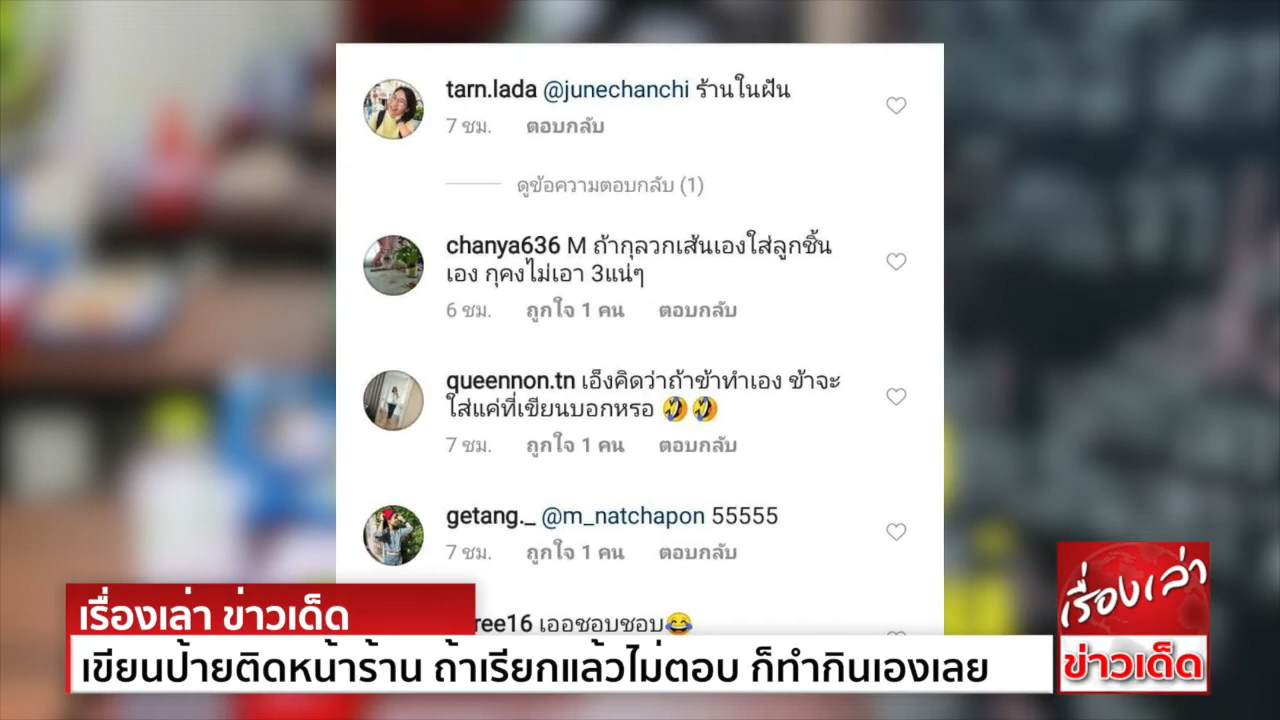 tarn.lada @junechanchi ร้านในฝัน
7 ชม. ตอบกลับ
ดูข้อความตอบกลับ (1)
chanya636 M ถ้ากุลวกเส้นเองใส่ลูกชิ้น
เอง กุคงไม่เอา 3แน่ๆ
6 ชม. ถูกใจ 1 คน ตอบกลับ
queennon.tn เอ็งคิดว่าถ้าข้าทำเอง ข้าจะ
ใส่แค่ที่เขียนบอกหรอ 🤣🤣
7 ชม. ถูกใจ 1 คน ตอบกลับ
getang._ @m_natchapon 55555
7 ชม. ถูกใจ 1 คน ตอบกลับ
ree16 เออชอบชอบ😂
เรื่องเล่า ข่าวเด็ด
เขียนป้ายติดหน้าร้าน ถ้าเรียกแล้วไม่ตอบ ก็ทำกินเองเลย
เรื่องเล่า
ข่าวเด็ด